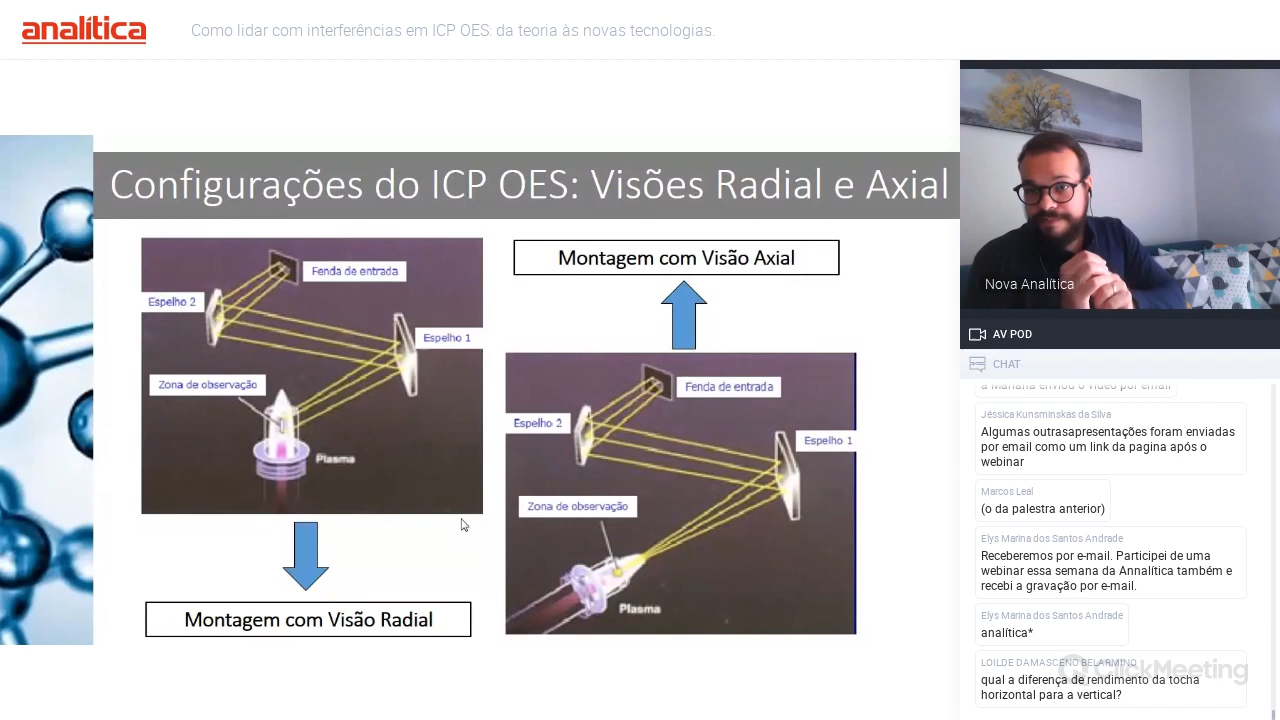 analítica
Como lidar com interferências em ICP OES: da teoria às novas tecnologias.
Configurações do ICP OES: Visões Radial e Axial
Fenda de entrada
Espelho 2
Espelho 1
Zona de observação
Plasma
Montagem com Visão Radial
Montagem com Visão Axial
Fenda de entrada
Espelho 2
Espelho 1
Zona de observação
Plasma
Nova Analítica
AV POD
CHAT
a Mariana enviou o vídeo por email
Jéssica Kunsminskas da Silva
Algumas outrasapresentações foram enviadas
por email como um link da pagina após o
webinar
Marcos Leal
(o da palestra anterior)
Elys Marina dos Santos Andrade
Receberemos por e-mail. Participei de uma
webinar essa semana da Annalítica também e
recebi a gravação por e-mail.
Elys Marina dos Santos Andrade
analítica*
LOILDE DAMASCENO BELARMINO
qual a diferença de rendimento da tocha
horizontal para a vertical?
ClickMeeting